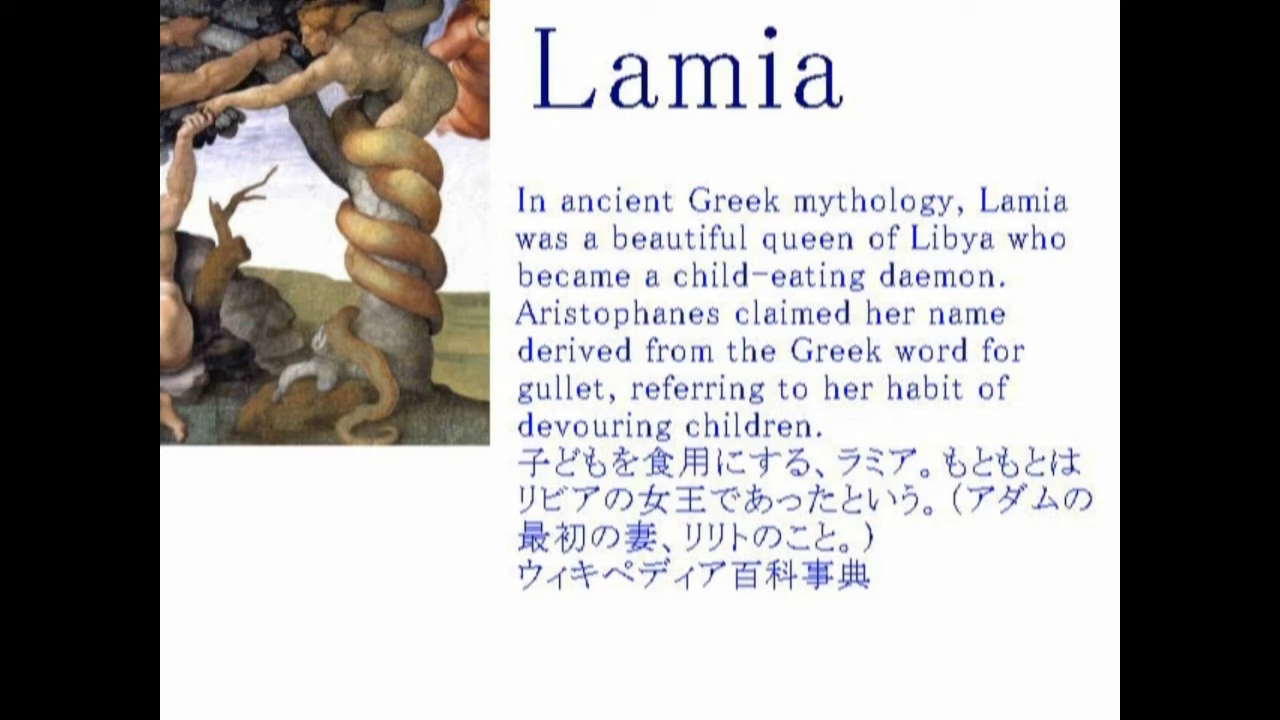 Lamia
In ancient Greek mythology, Lamia
was a beautiful queen of Libya who
became a child-eating daemon.
Aristophanes claimed her name
derived from the Greek word for
gullet, referring to her habit of
devouring children.
子どもを食用にする、ラミア。もともとは
リビアの女王であったという。(アダムの
最初の妻、リリトのこと。)
ウィキペディア百科事典